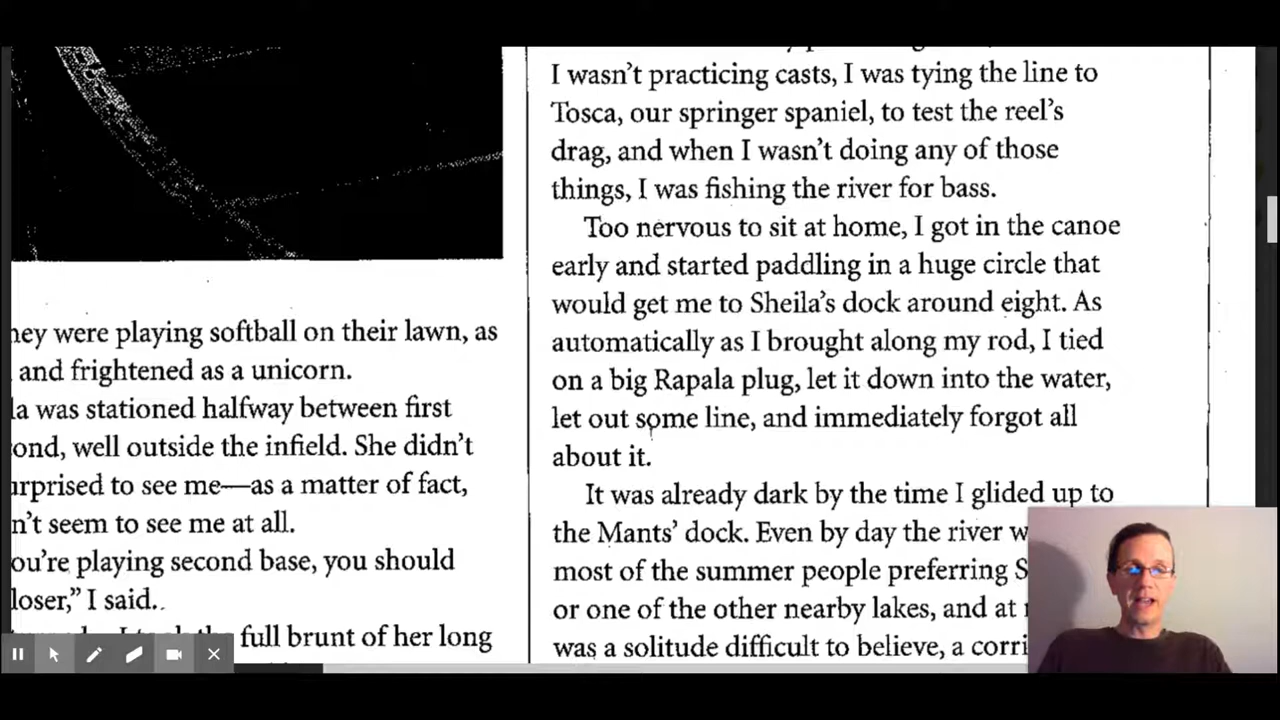 hey were playing softball on their lawn, as
and frightened as a unicorn.
la was stationed halfway between first
ond, well outside the infield. She didn't
urprised to see me—as a matter of fact,
n't seem to see me at all.
ou're playing second base, you should
loser," I said.
full brunt of her long
I wasn't practicing casts, I was tying the line to
Tosca, our springer spaniel, to test the reel's
drag, and when I wasn't doing any of those
things, I was fishing the river for bass.
Too nervous to sit at home, I got in the canoe
early and started paddling in a huge circle that
would get me to Sheila's dock around eight. As
automatically as I brought along my rod, I tied
on a big Rapala plug, let it down into the water,
let out some line, and immediately forgot all
about it.
It was already dark by the time I glided up to
the Mants' dock. Even by day the river w
most of the summer people preferring S
or one of the other nearby lakes, and at
was a solitude difficult to believe, a corri